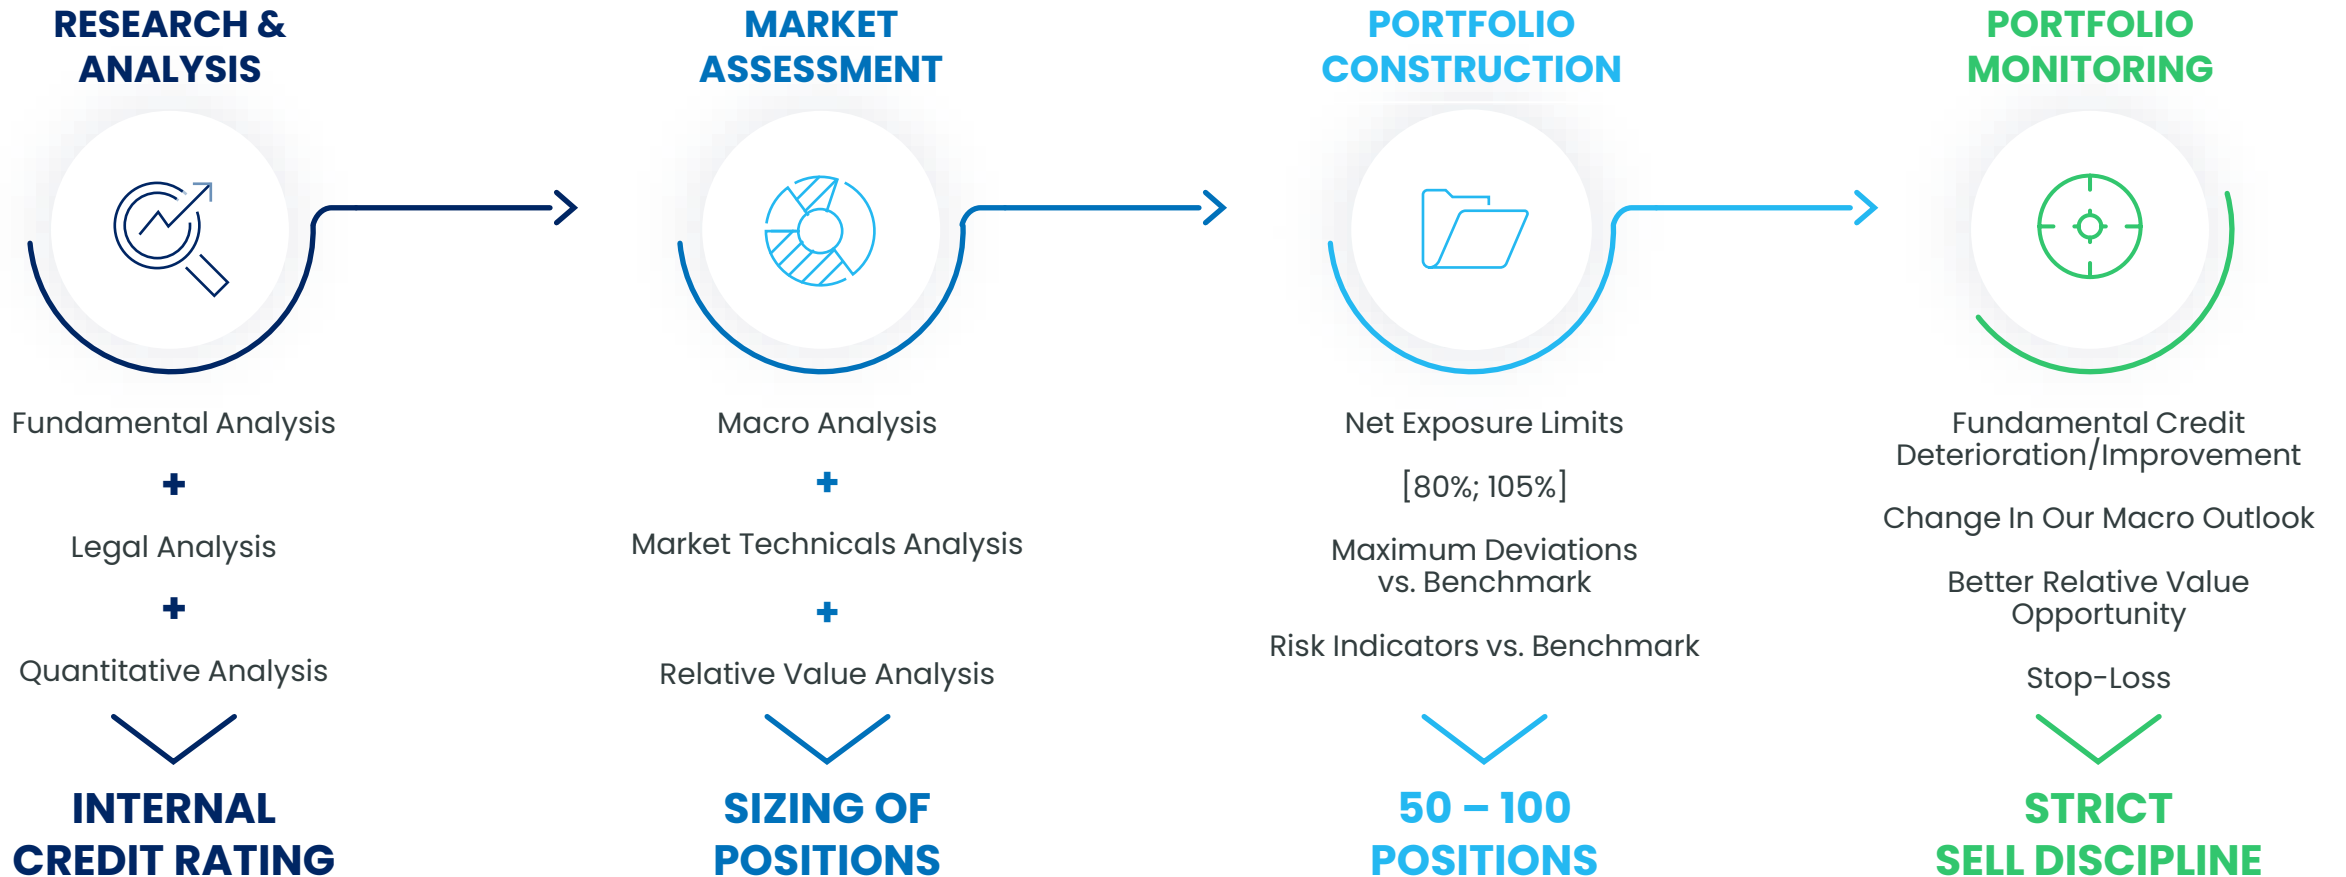 RESEARCH &
ANALYSIS
Fundamental Analysis
+
Legal Analysis
+
Quantitative Analysis
INTERNAL
CREDIT RATING
MARKET
ASSESSMENT
Macro Analysis
+
Market Technicals Analysis
+
Relative Value Analysis
SIZING OF
POSITIONS
PORTFOLIO
CONSTRUCTION
Net Exposure Limits
[80%; 105%]
Maximum Deviations
vs. Benchmark
Risk Indicators vs. Benchmark
50 – 100
POSITIONS
PORTFOLIO
MONITORING
Fundamental Credit
Deterioration/Improvement
Change In Our Macro Outlook
Better Relative Value
Opportunity
Stop-Loss
STRICT
SELL DISCIPLINE